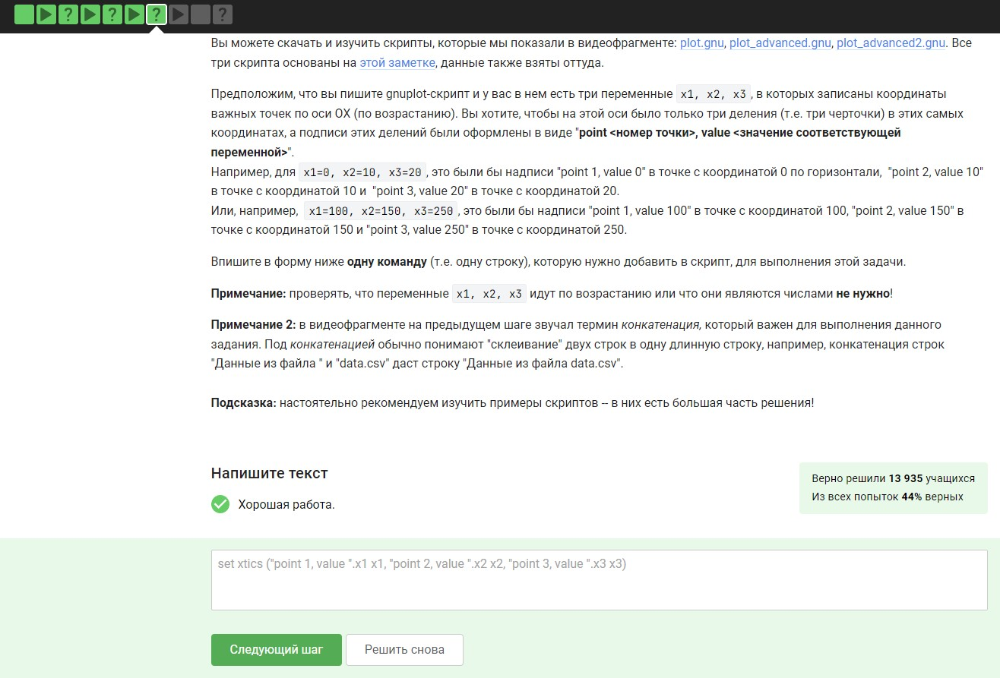 ? ? ? ?
Вы можете скачать и изучить скрипты, которые мы показали в видеофрагменте: plot.gnu, plot_advanced.gnu, plot_advanced2.gnu. Все
три скрипта основаны на этой заметке, данные также взяты оттуда.
Предположим, что вы пишите gnuplot-скрипт и у вас в нем есть три переменные x1, x2, x3, в которых записаны координаты
важных точек по оси OX (по возрастанию). Вы хотите, чтобы на этой оси было только три деления (т.е. три черточки) в этих самых
координатах, а подписи этих делений были оформлены в виде "point <номер точки>, value <значение соответствующей
переменной>".
Например, для x1=0, x2=10, x3=20, это были бы надписи "point 1, value 0" в точке с координатой 0 по горизонтали, "point 2, value 10"
в точке с координатой 10 и "point 3, value 20" в точке с координатой 20.
Или, например, x1=100, x2=150, x3=250, это были бы надписи "point 1, value 100" в точке с координатой 100, "point 2, value 150" в
точке с координатой 150 и "point 3, value 250" в точке с координатой 250.
Впишите в форму ниже одну команду (т.е. одну строку), которую нужно добавить в скрипт, для выполнения этой задачи.
Примечание: проверять, что переменные x1, x2, x3 идут по возрастанию или что они являются числами не нужно!
Примечание 2: в видеофрагменте на предыдущем шаге звучал термин конкатенация, который важен для выполнения данного
задания. Под конкатенацией обычно понимают "склеивание" двух строк в одну длинную строку, например, конкатенация строк
"Данные из файла " и "data.csv" даст строку "Данные из файла data.csv".
Подсказка: настоятельно рекомендуем изучить примеры скриптов -- в них есть большая часть решения!
Напишите текст
Хорошая работа.
Верно решили 13 935 учащихся
Из всех попыток 44% верных
set xtics ("point 1, value ".x1 x1, "point 2, value ".x2 x2, "point 3, value ".x3 x3)
Следующий шаг
Решить снова